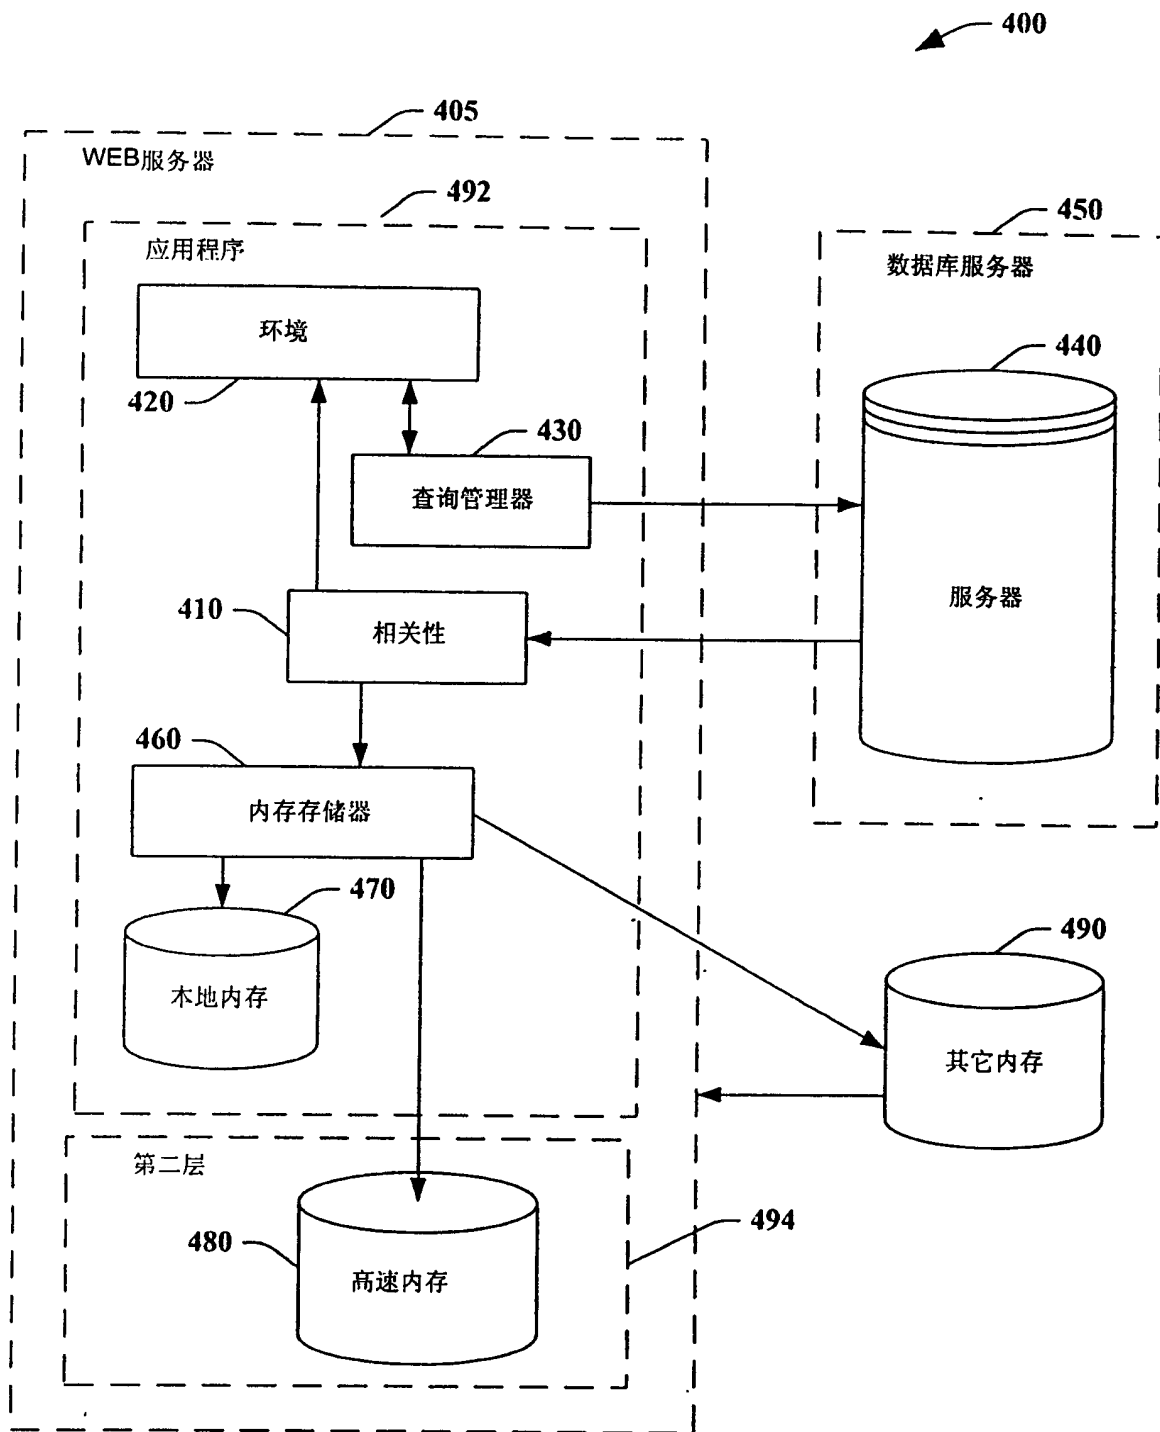 400
405
WEB服务器
492
450
应用程序
数据库服务器
环境
440
420
430
查询管理器
服务器
410
相关性
460
内存存储器
470
490
本地内存
其它内存
第二层
494
480
高速内存